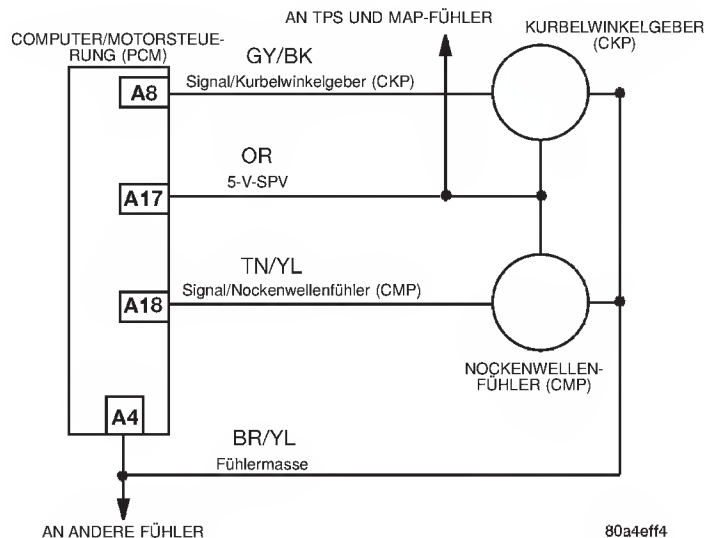 AN TPS UND MAP-FÜHLER
KURBELWINKELGEBER
(CKP)
COMPUTER/MOTORSTEUE-
RUNG (PCM)
GY/BK
A8
Signal/Kurbelwinkelgeber (CKP)
OR
A17
5-V-SPV
TN/YL
A18
Signal/Nockenwellenfühler (CMP)
NOCKENWELLEN-
FÜHLER (CMP)
A4
BR/YL
Fühlermasse
AN ANDERE FÜHLER
80a4eff4